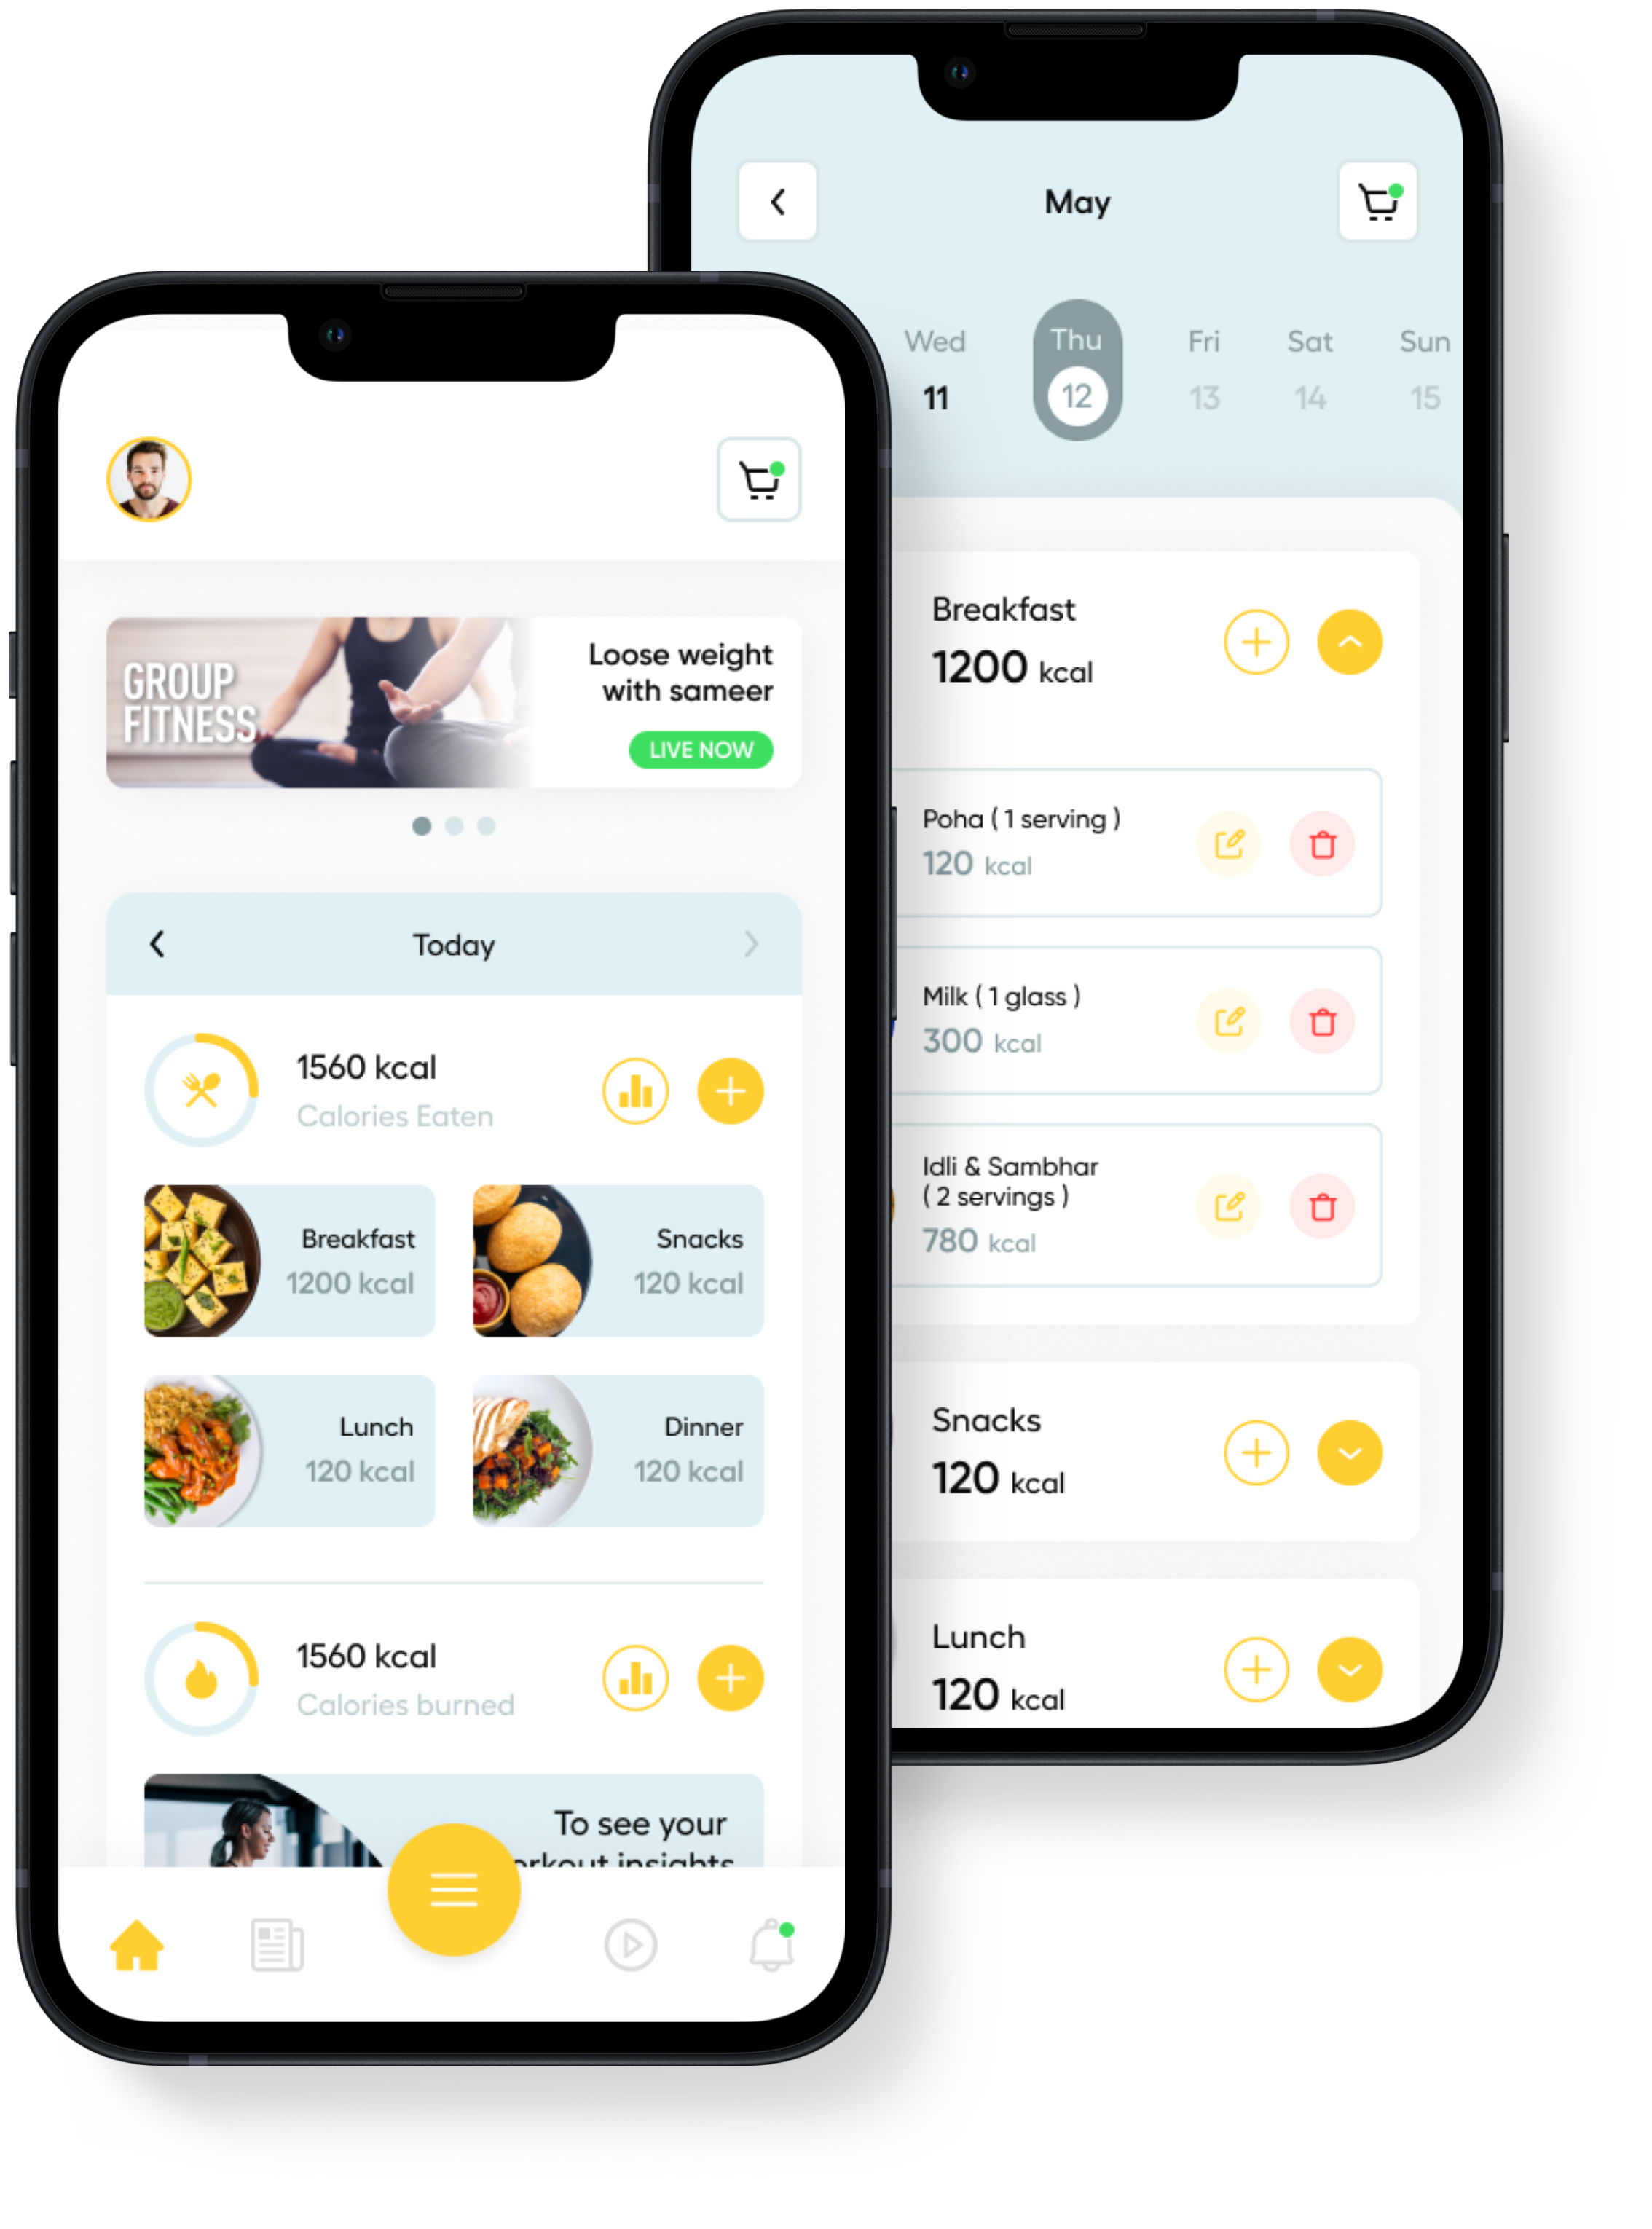 May
Wed
Thu
Fri
Sat
Sun
11
12
13
14
15
Breakfast
1200 kcal
Poha ( 1 serving )
120 kcal
Milk ( 1 glass )
300 kcal
Idli & Sambhar
( 2 servings )
780 kcal
Snacks
120 kcal
Lunch
120 kcal
GROUP
FITNESS
Loose weight
with sameer
LIVE NOW
Today
1560 kcal
Calories Eaten
Breakfast
1200 kcal
Snacks
120 kcal
Lunch
120 kcal
Dinner
120 kcal
1560 kcal
Calories burned
To see your
insights